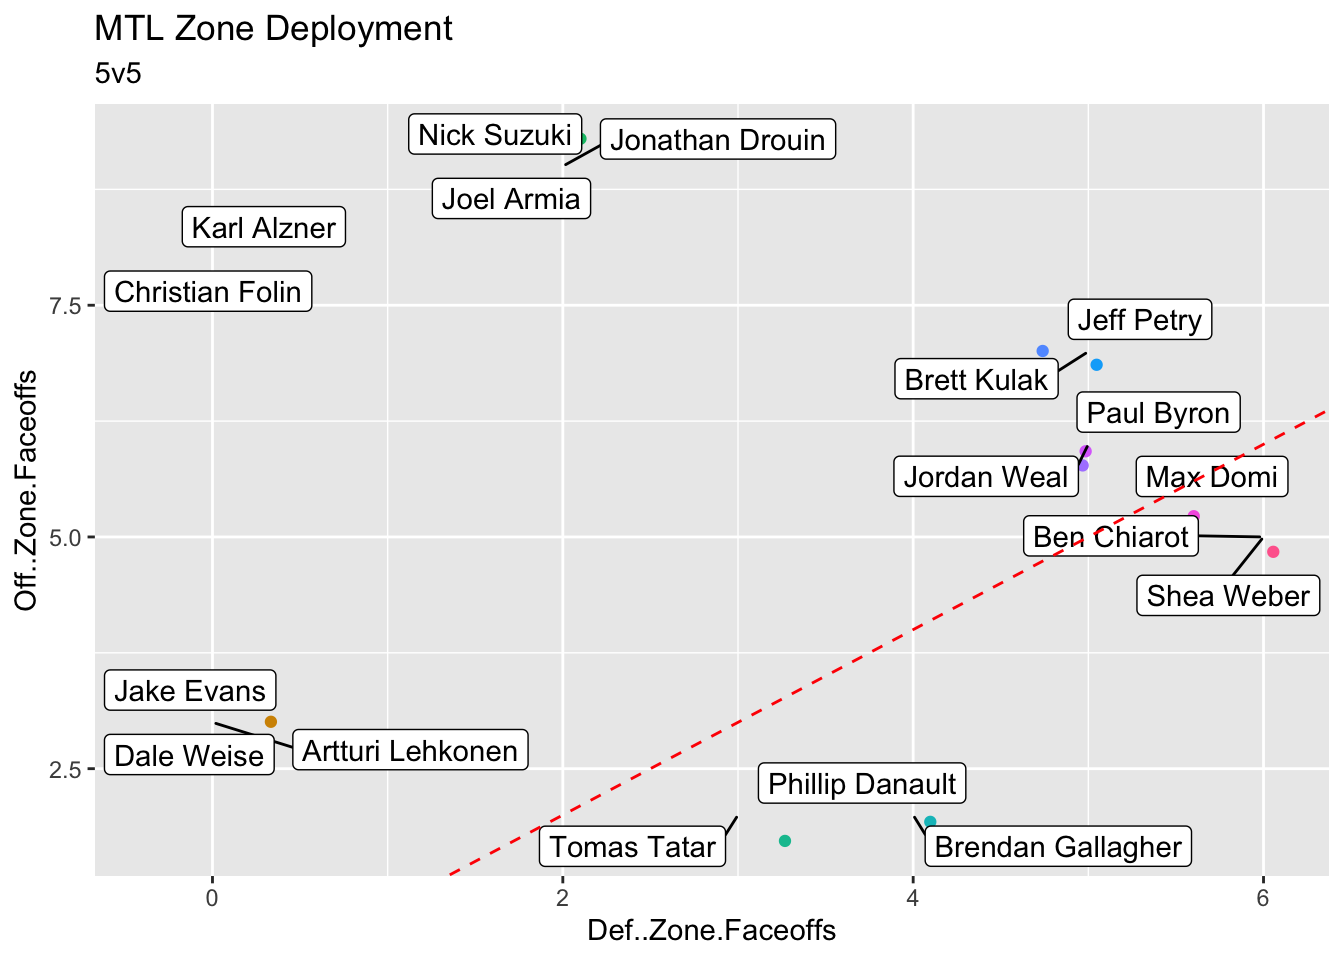 MTL Zone Deployment
5v5
Nick Suzuki
Jonathan Drouin
Joel Armia
Karl Alzner
Christian Folin
7.5
Jeff Petry
Brett Kulak
Paul Byron
Jordan Weal
Max Domi
5.0
Ben Chiarot
Shea Weber
Off..Zone.Faceoffs
Jake Evans
Dale Weise
Artturi Lehkonen
2.5
Phillip Danault
Tomas Tatar
Brendan Gallagher
0 2 4 6
Def..Zone.Faceoffs